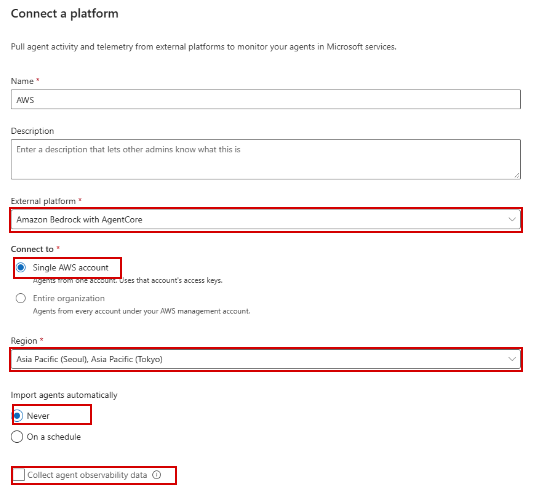 Connect a platform
Pull agent activity and telemetry from external platforms to monitor your agents in Microsoft services.
Name *
AWS
Description
Enter a description that lets other admins know what this is
External platform *
Amazon Bedrock with AgentCore
Connect to *
Single AWS account
Agents from one account. Uses that account's access keys.
Entire organization
Agents from every account under your AWS management account.
Region *
Asia Pacific (Seoul), Asia Pacific (Tokyo)
Import agents automatically
Never
On a schedule
Collect agent observability data